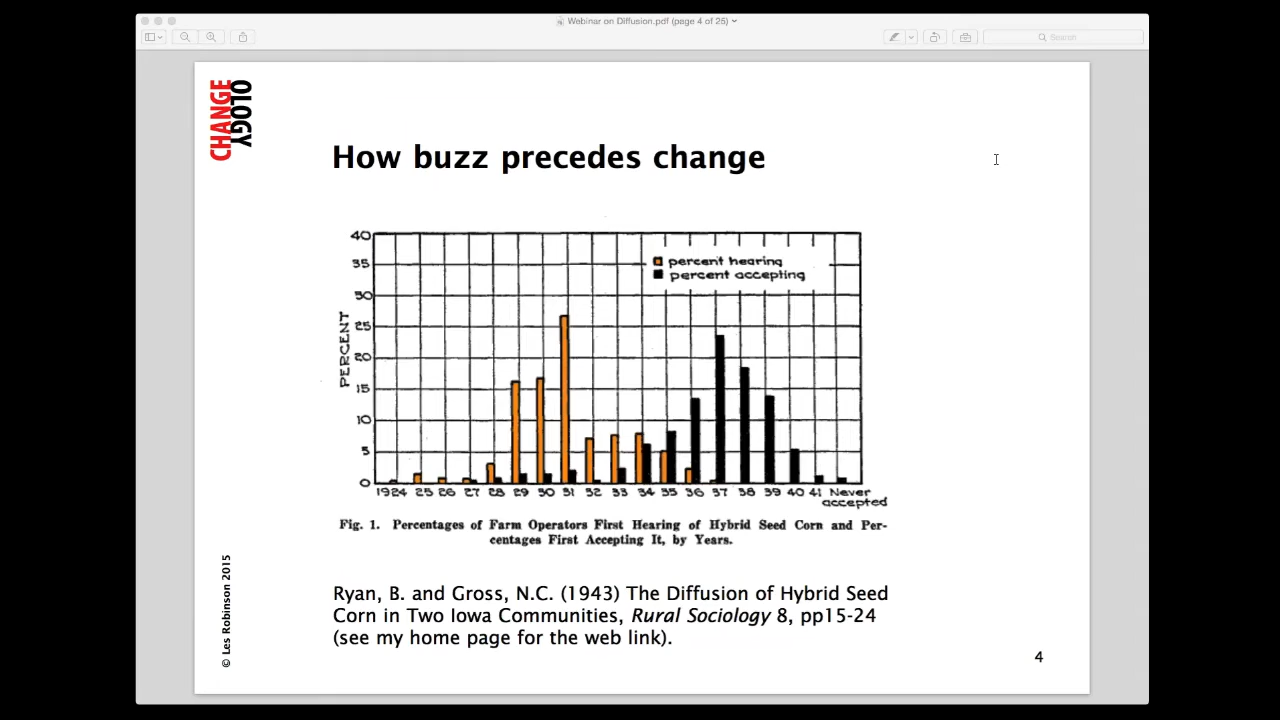 Webinar on Diffusion.pdf (page 4 of 25)
Search
CHANGE
OLOGY
How buzz precedes change
40
35
30
25
20
15
10
5
0
PERCENT
percent hearing
percent accepting
1924 25 26 27 28 29 30 31 32 33 34 35 36 37 38 39 40 41 Never
accepted
Fig. 1. Percentages of Farm Operators First Hearing of Hybrid Seed Corn and Per-
centages First Accepting It, by Years.
Ryan, B. and Gross, N.C. (1943) The Diffusion of Hybrid Seed
Corn in Two Iowa Communities, Rural Sociology 8, pp15-24
(see my home page for the web link).
© Les Robinson 2015
4